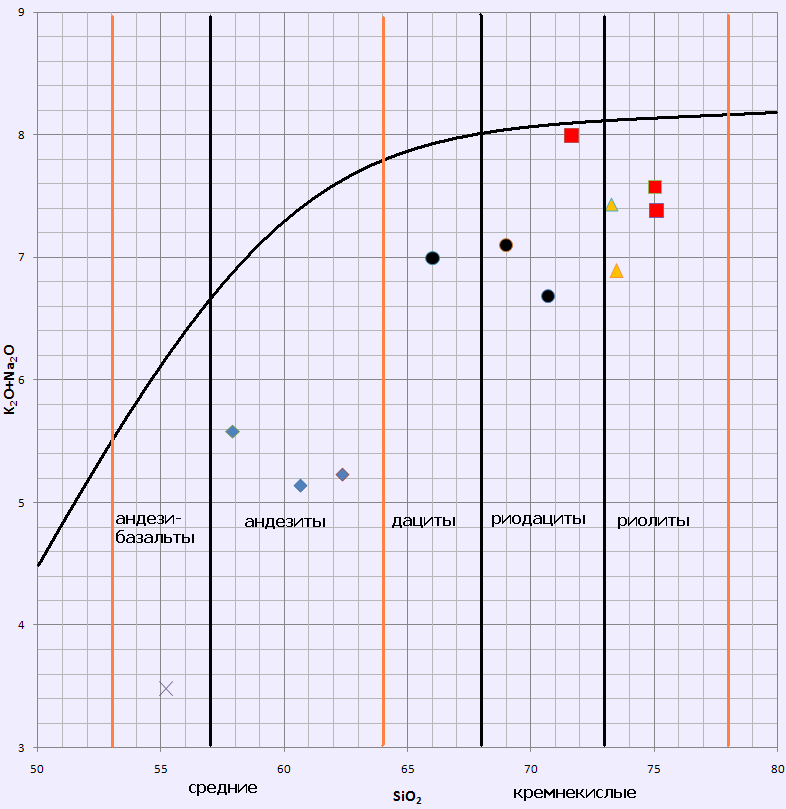 9
8
7
6
5
4
3
K₂O+Na₂O
андези-
базальты
андезиты
дациты
риодациты
риолиты
50 55 60 65 70 75 80
средние
SiO₂
кремнекислые